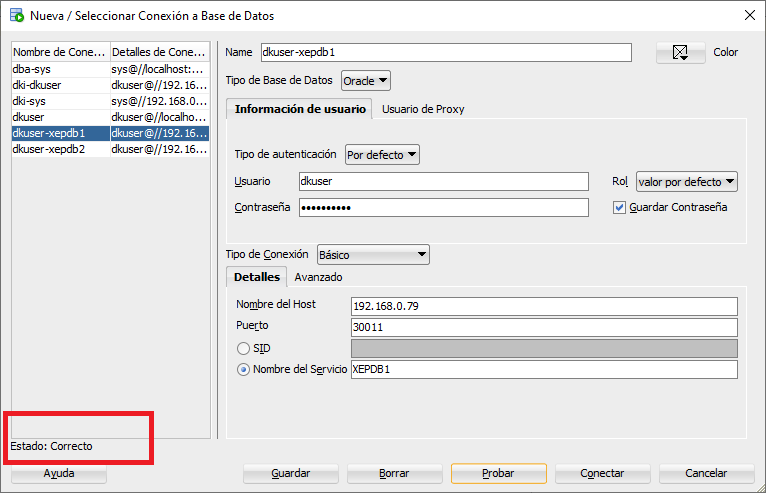 Nueva / Seleccionar Conexión a Base de Datos
Nombre de Cone... Detalles de Cone...
dba-sys sys@//localhost:...
dki-dkuser dkuser@//192.16...
dki-sys sys@//192.168.0...
dkuser dkuser@//localho...
dkuser-xepdb1 dkuser@//192.16...
dkuser-xepdb2 dkuser@//192.16...
Name dkuser-xepdb1 Color
Tipo de Base de Datos Oracle
Información de usuario Usuario de Proxy
Tipo de autenticación Por defecto
Usuario dkuser Rol valor por defecto
Contraseña •••••••••• Guardar Contraseña
Tipo de Conexión Básico
Detalles Avanzado
Nombre del Host 192.168.0.79
Puerto 30011
SID
Nombre del Servicio XEPDB1
Estado: Correcto
Ayuda Guardar Borrar Probar Conectar Cancelar